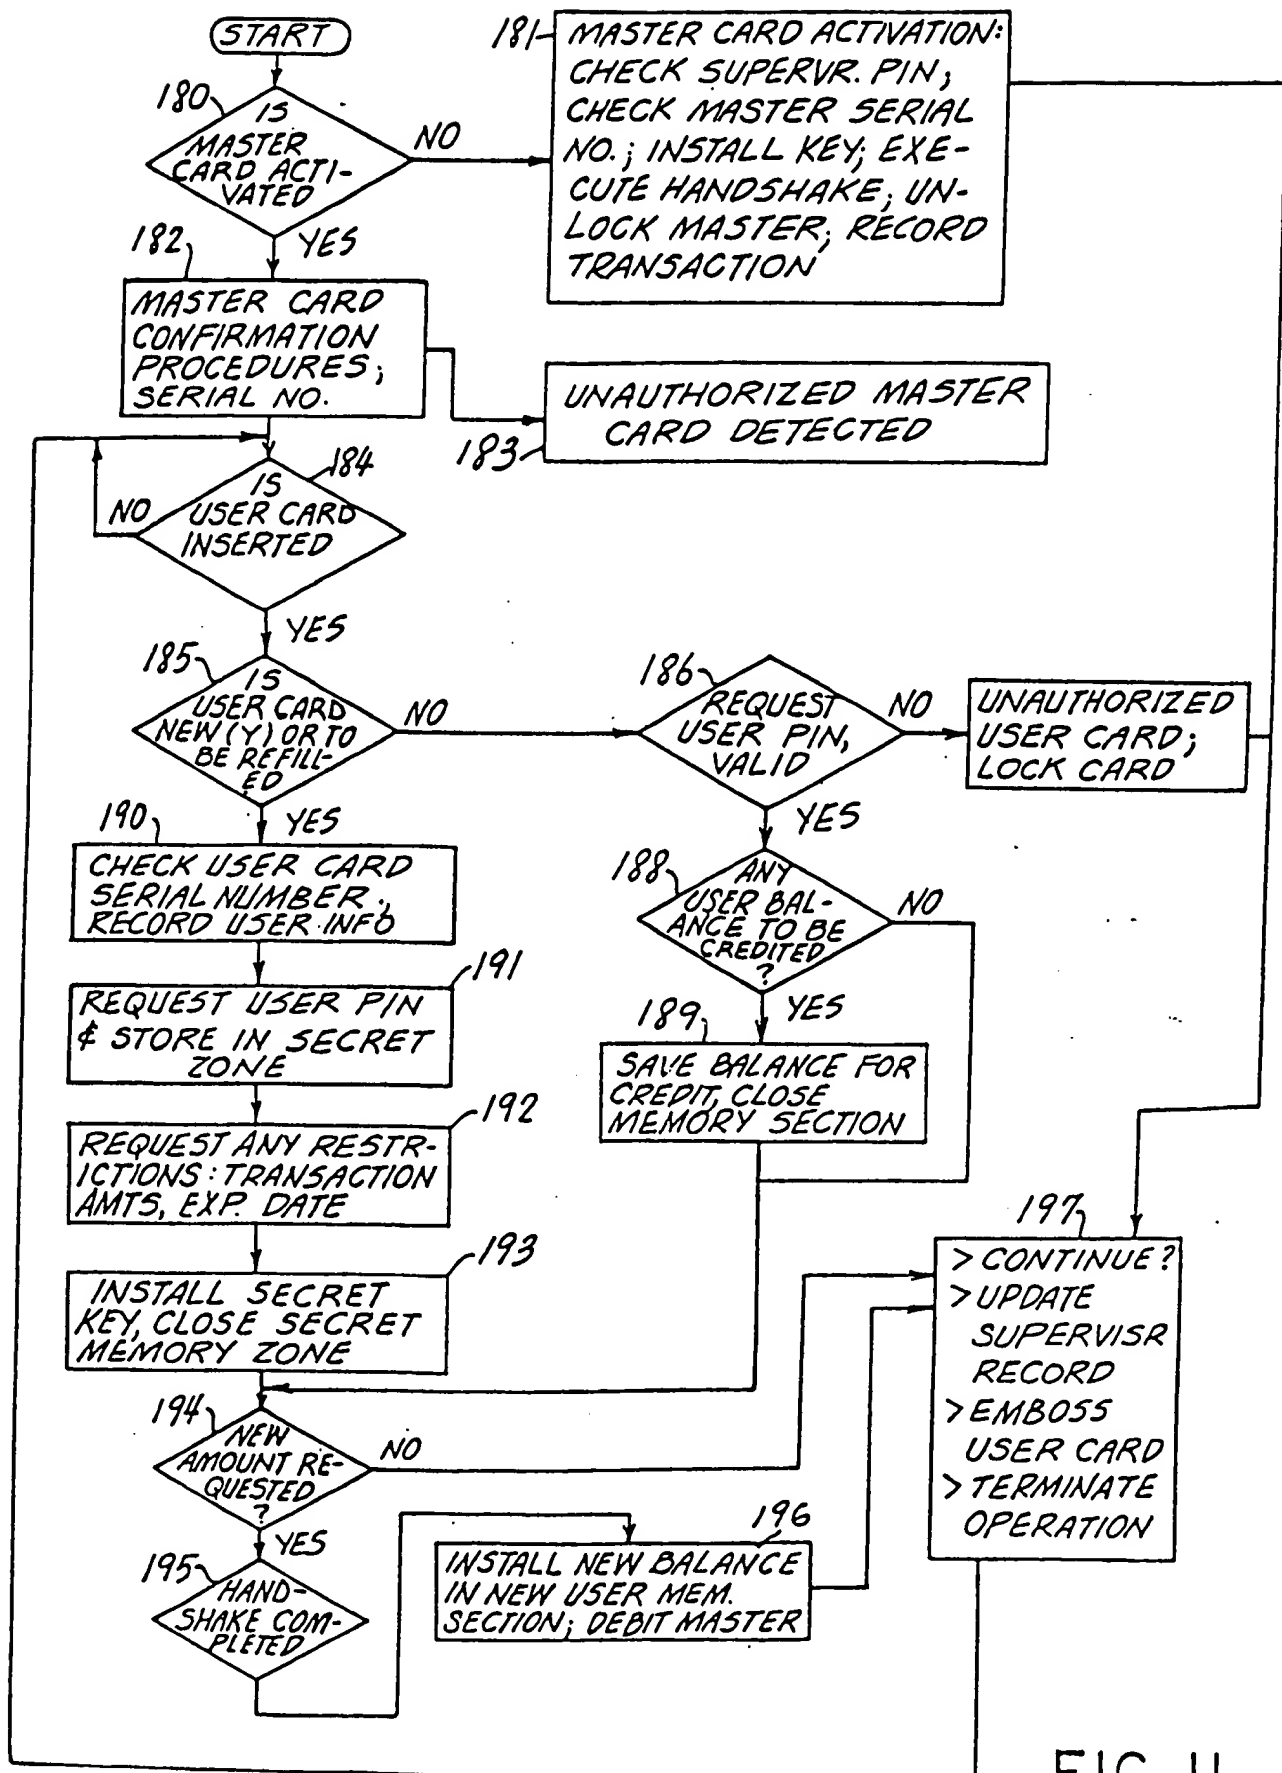 START
180
IS
MASTER
CARD ACTI-
VATED
NO
YES
181
MASTER CARD ACTIVATION:
CHECK SUPERVR. PIN;
CHECK MASTER SERIAL
NO.; INSTALL KEY; EXE-
CUTE HANDSHAKE; UN-
LOCK MASTER; RECORD
TRANSACTION
182
MASTER CARD
CONFIRMATION
PROCEDURES;
SERIAL NO.
183
UNAUTHORIZED MASTER
CARD DETECTED
184
IS
USER CARD
INSERTED
NO
YES
185
IS
USER CARD
NEW (Y) OR TO
BE REFILL-
ED
NO
YES
186
REQUEST
USER PIN,
VALID
NO
YES
UNAUTHORIZED
USER CARD;
LOCK CARD
188
ANY
USER BAL-
ANCE TO BE
CREDITED
?
NO
YES
189
SAVE BALANCE FOR
CREDIT, CLOSE
MEMORY SECTION
190
CHECK USER CARD
SERIAL NUMBER;
RECORD USER INFO
191
REQUEST USER PIN
& STORE IN SECRET
ZONE
192
REQUEST ANY RESTR-
ICTIONS: TRANSACTION
AMTS, EXP. DATE
193
INSTALL SECRET
KEY, CLOSE SECRET
MEMORY ZONE
194
NEW
AMOUNT RE-
QUESTED
?
NO
YES
195
HAND-
SHAKE COM-
PLETED
196
INSTALL NEW BALANCE
IN NEW USER MEM.
SECTION; DEBIT MASTER
197
> CONTINUE?
> UPDATE
SUPERVISR
RECORD
> EMBOSS
USER CARD
> TERMINATE
OPERATION
FIG. 11